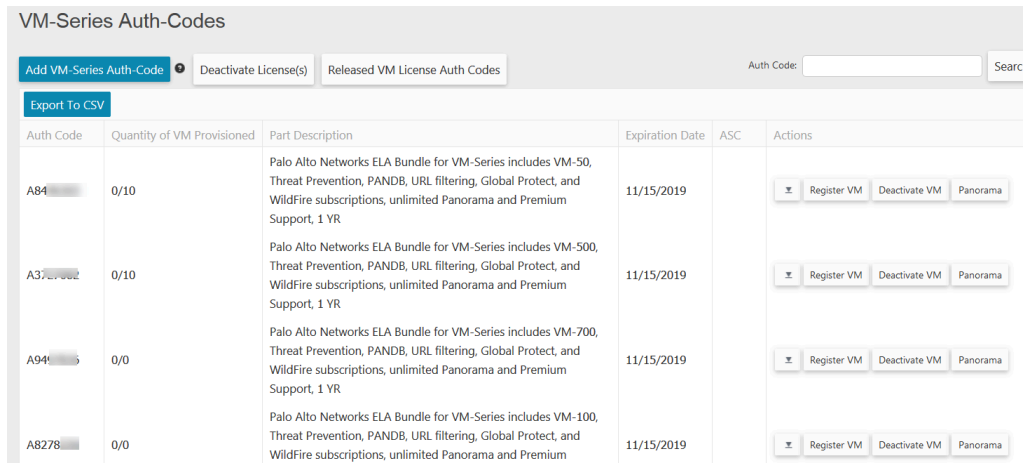 VM-Series Auth-Codes
Add VM-Series Auth-Code ? Deactivate License(s) Released VM License Auth Codes Auth Code: Searc
Export To CSV
Auth Code Quantity of VM Provisioned Part Description Expiration Date ASC Actions
Palo Alto Networks ELA Bundle for VM-Series includes VM-50,
Threat Prevention, PANDB, URL filtering, Global Protect, and
A84 0/10 11/15/2019 Register VM Deactivate VM Panorama
WildFire subscriptions, unlimited Panorama and Premium
Support, 1 YR
Palo Alto Networks ELA Bundle for VM-Series includes VM-500,
Threat Prevention, PANDB, URL filtering, Global Protect, and
0/10 11/15/2019 Register VM Deactivate VM Panorama
WildFire subscriptions, unlimited Panorama and Premium
Support, 1 YR
Palo Alto Networks ELA Bundle for VM-Series includes VM-700,
Threat Prevention, PANDB, URL filtering, Global Protect, and
A94 0/0 11/15/2019 Register VM Deactivate VM Panorama
WildFire subscriptions, unlimited Panorama and Premium
Support, 1 YR
Palo Alto Networks ELA Bundle for VM-Series includes VM-100,
Threat Prevention, PANDB, URL filtering, Global Protect, and
A8278 0/0 11/15/2019 Register VM Deactivate VM Panorama
WildFire subscriptions, unlimited Panorama and Premium